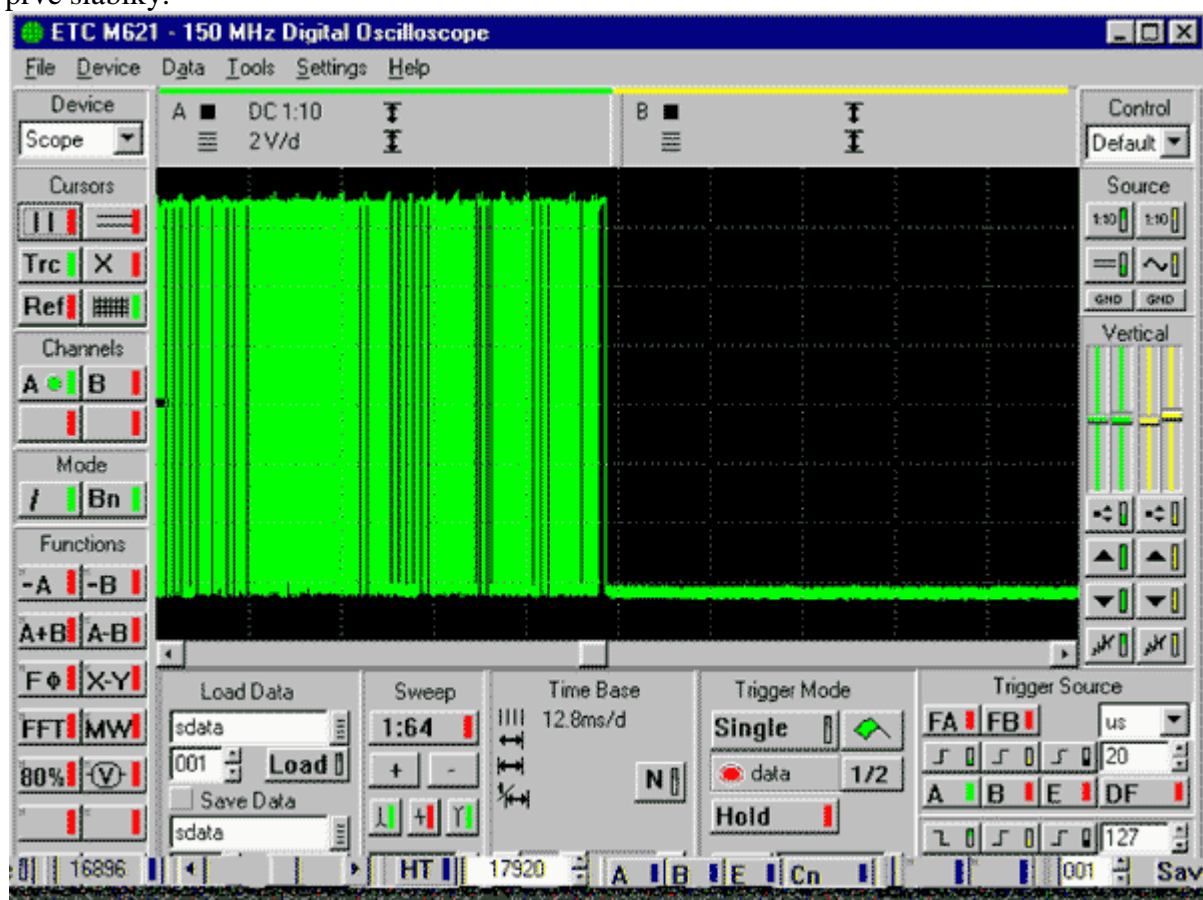 prvé slabiky.
ETC M621 - 150 MHz Digital Oscilloscope
File Device Data Tools Settings Help
Device
Scope
A DC 1:10
2 V/d
B
Control
Default
Cursors
Trc X
Ref
Source
1:10 1:10
GND GND
Channels
A B
Vertical
Mode
Bn
Functions
-A -B
A+B A-B
FΦ X-Y
FFT MW
80% V
Load Data
sdata
001 Load
Save Data
sdata
Sweep
1:64
+ -
Time Base
12.8ms/d
N
Trigger Mode
Single
data 1/2
Hold
Trigger Source
FA FB us
20
A B E DF
127
16896 HT 17920 A B E Cn 001 Sav